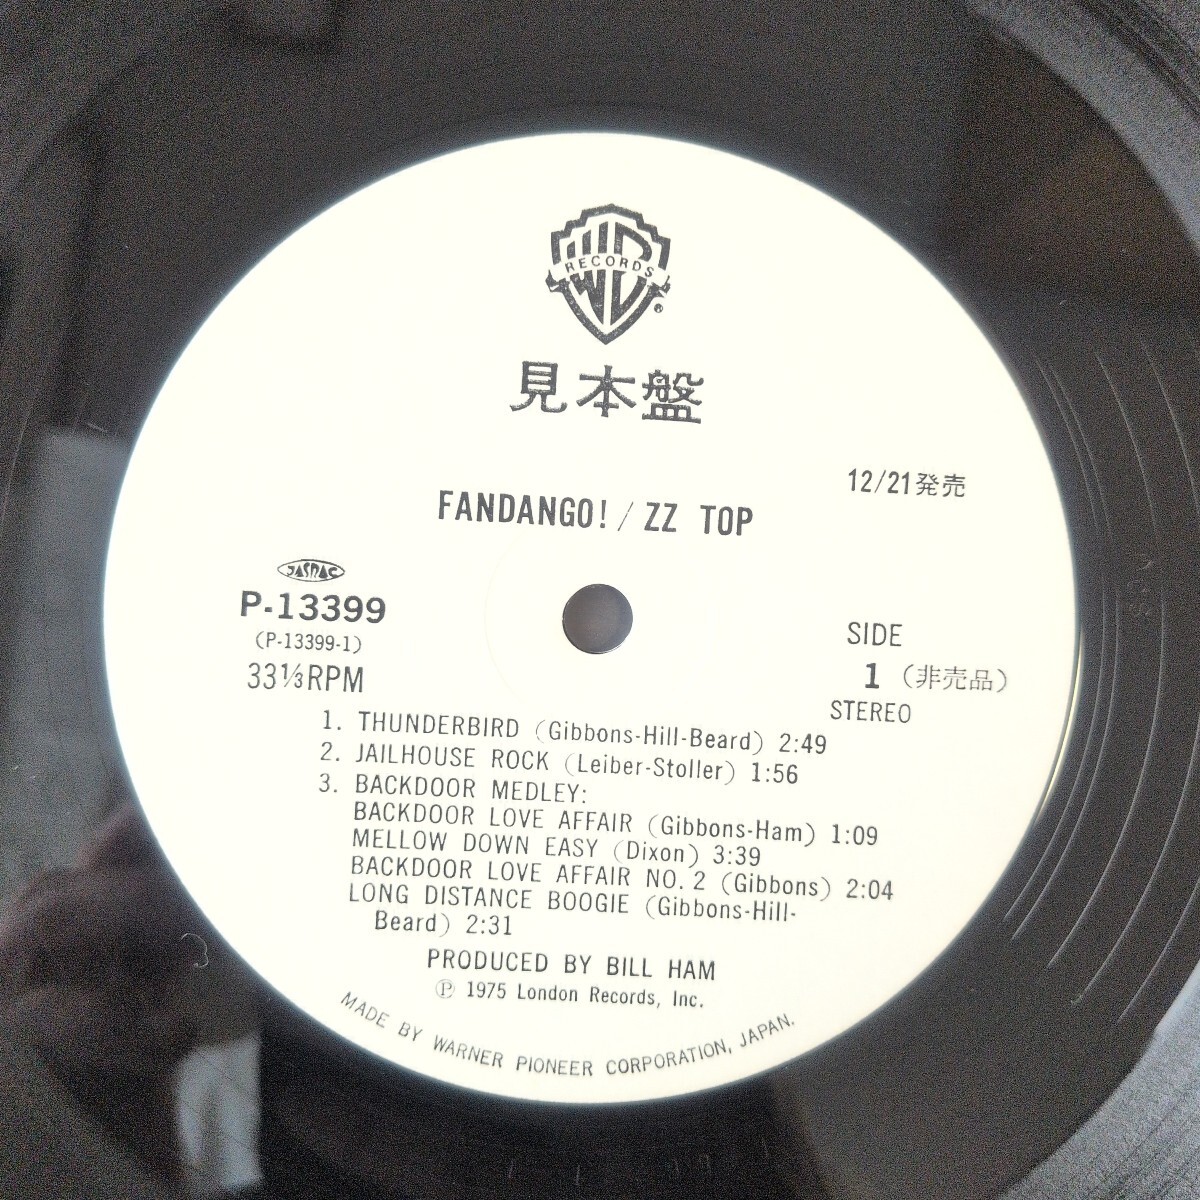 WB
RECORDS
®
見本盤
12/21発売
FANDANGO! / ZZ TOP
JASRAC
P-13399
(P-13399-1)
33⅓RPM
SIDE
1 (非売品)
STEREO
1. THUNDERBIRD (Gibbons-Hill-Beard) 2:49
2. JAILHOUSE ROCK (Leiber-Stoller) 1:56
3. BACKDOOR MEDLEY:
BACKDOOR LOVE AFFAIR (Gibbons-Ham) 1:09
MELLOW DOWN EASY (Dixon) 3:39
BACKDOOR LOVE AFFAIR NO. 2 (Gibbons) 2:04
LONG DISTANCE BOOGIE (Gibbons-Hill-
Beard) 2:31
PRODUCED BY BILL HAM
℗ 1975 London Records, Inc.
MADE BY WARNER PIONEER CORPORATION, JAPAN.